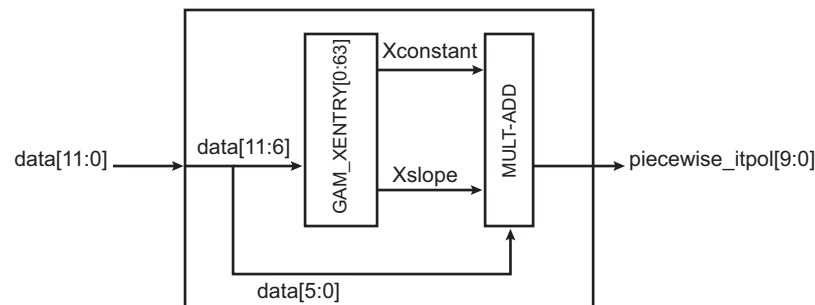 Xconstant
GAM_XENTRY[0:63]
MULT-ADD
data[11:0]
data[11:6]
piecewise_itpol[9:0]
Xslope
data[5:0]